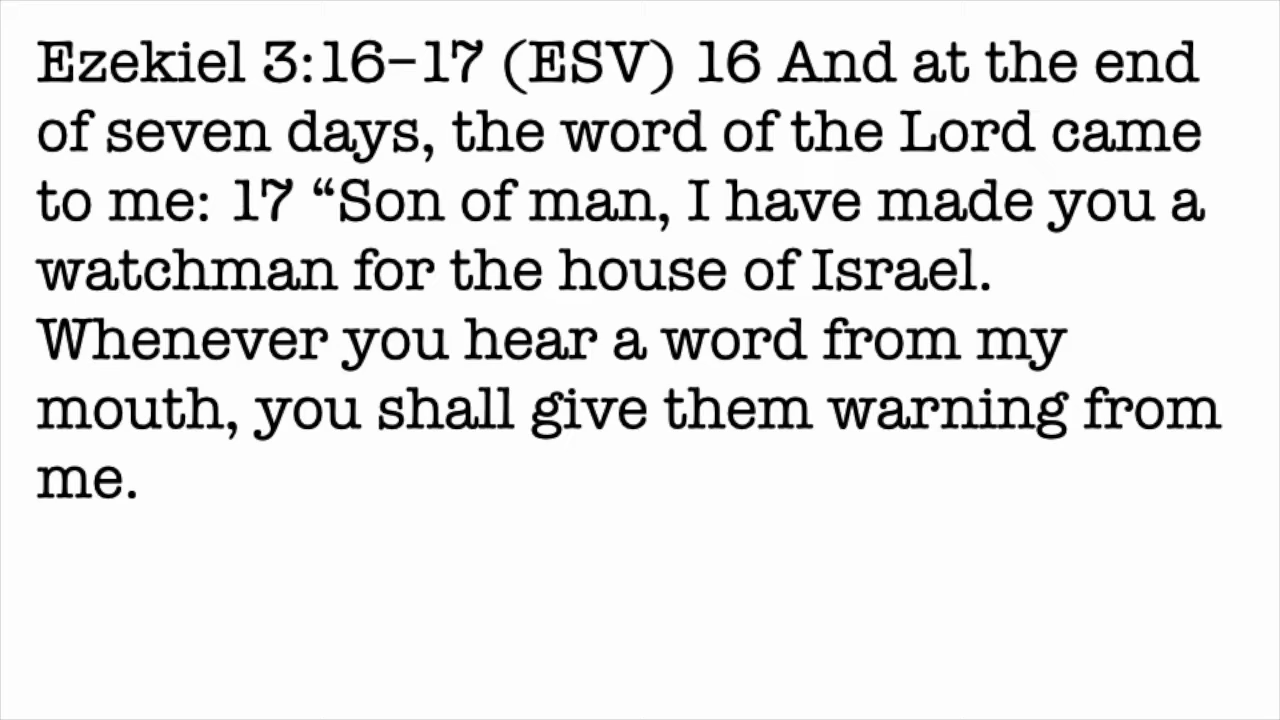 Ezekiel 3:16–17 (ESV) 16 And at the end
of seven days, the word of the Lord came
to me: 17 “Son of man, I have made you a
watchman for the house of Israel.
Whenever you hear a word from my
mouth, you shall give them warning from
me.